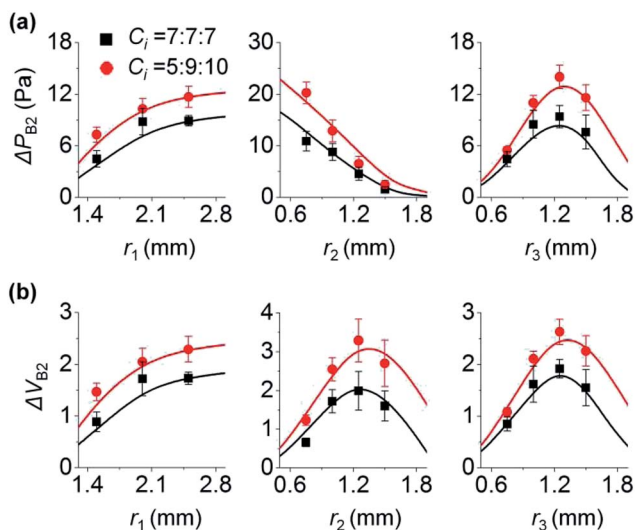 (a)
C_i =7:7:7
C_i =5:9:10
ΔP_B2 (Pa)
18
12
6
0
1.4 2.1 2.8
r_1 (mm)
30
20
10
0
0.6 1.2 1.8
r_2 (mm)
18
12
6
0
0.6 1.2 1.8
r_3 (mm)
(b)
ΔV_B2
3
2
1
0
1.4 2.1 2.8
r_1 (mm)
4
3
2
1
0
0.6 1.2 1.8
r_2 (mm)
3
2
1
0
0.6 1.2 1.8
r_3 (mm)